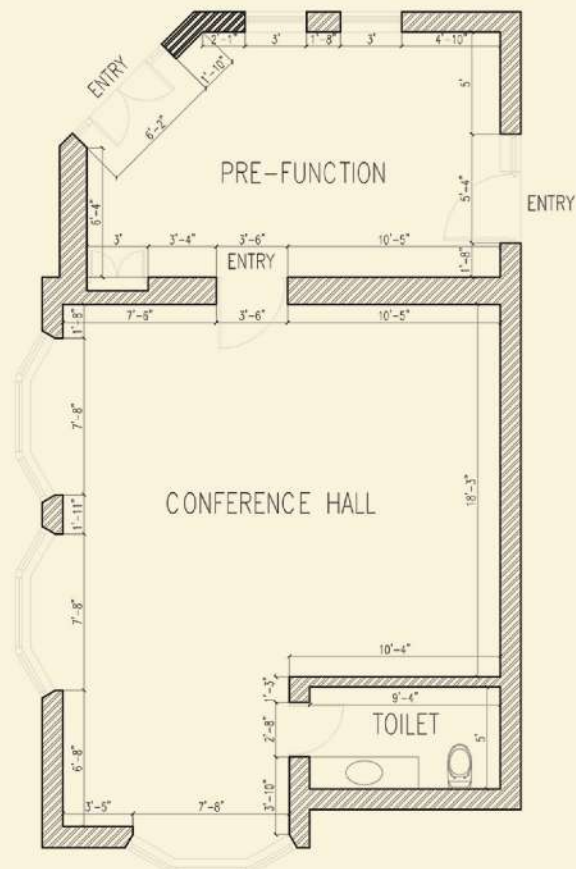 2'-1" 3' 1'-8" 3' 4'-10"
1'-10"
ENTRY
6'-2"
5'
PRE-FUNCTION
5'-4"
ENTRY
6'-4"
3' 3'-4" 3'-6" 10'-5"
1'-8"
ENTRY
7'-6" 3'-6" 10'-5"
1'-8"
7'-8"
18'-3"
1'-11"
CONFERENCE HALL
7'-8"
10'-4"
1'-3"
9'-4"
2'-8"
TOILET
5'
6'-8"
3'-10"
3'-5" 7'-8"